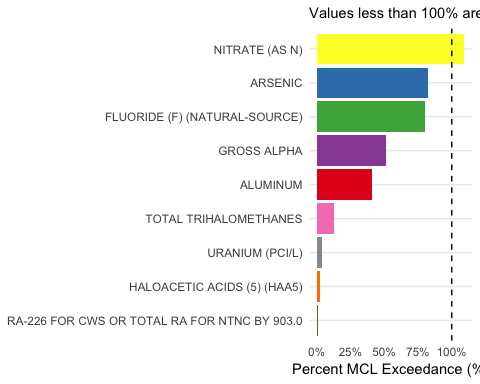 Values less than 100% are
NITRATE (AS N)
ARSENIC
FLUORIDE (F) (NATURAL-SOURCE)
GROSS ALPHA
ALUMINUM
TOTAL TRIHALOMETHANES
URANIUM (PCI/L)
HALOACETIC ACIDS (5) (HAA5)
RA-226 FOR CWS OR TOTAL RA FOR NTNC BY 903.0
0% 25% 50% 75% 100%
Percent MCL Exceedance (%